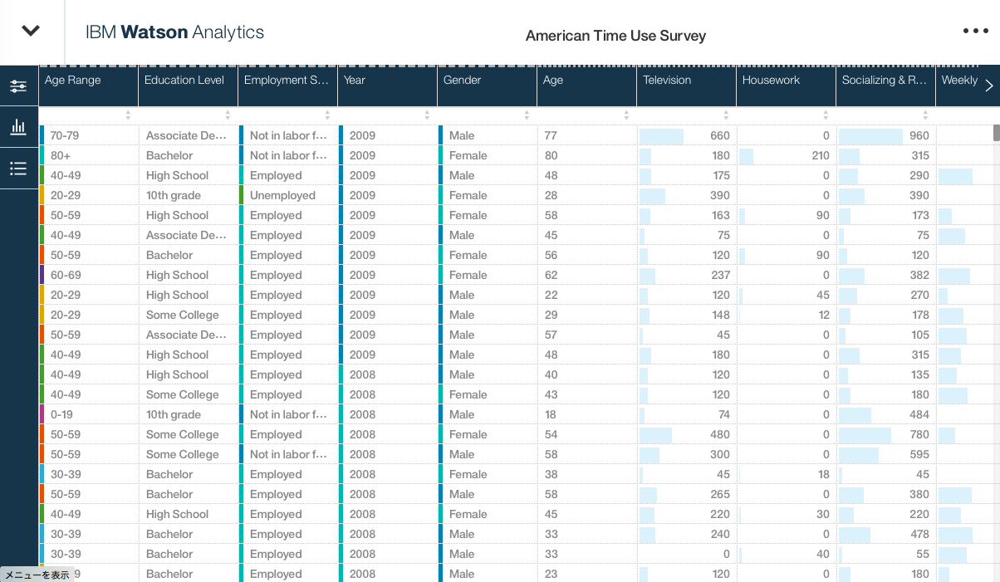 IBM Watson Analytics
American Time Use Survey
Age Range Education Level Employment S... Year Gender Age Television Housework Socializing & R... Weekly
70-79 Associate De... Not in labor f... 2009 Male 77 660 0 960
80+ Bachelor Not in labor f... 2009 Female 80 180 210 315
40-49 High School Employed 2009 Male 48 175 0 290
20-29 10th grade Unemployed 2009 Female 28 390 0 390
50-59 High School Employed 2009 Female 58 163 90 173
40-49 Associate De... Employed 2009 Male 45 75 0 75
50-59 Bachelor Employed 2009 Female 56 120 90 120
60-69 High School Employed 2009 Female 62 237 0 382
20-29 High School Employed 2009 Male 22 120 45 270
20-29 Some College Employed 2009 Male 29 148 12 178
50-59 Associate De... Employed 2009 Male 57 45 0 105
40-49 High School Employed 2009 Male 48 180 0 315
40-49 High School Employed 2008 Male 40 120 0 135
40-49 Some College Employed 2008 Female 43 120 0 180
0-19 10th grade Not in labor f... 2008 Male 18 74 0 484
50-59 Some College Employed 2008 Female 54 480 0 780
50-59 Some College Not in labor f... 2008 Male 58 300 0 595
30-39 Bachelor Employed 2008 Female 38 45 18 45
50-59 Bachelor Employed 2008 Male 58 265 0 380
40-49 High School Employed 2008 Female 45 220 30 220
30-39 Bachelor Employed 2008 Male 33 240 0 478
30-39 Bachelor Employed 2008 Male 33 0 40 55
9 Bachelor Employed 2008 Male 23 120 0 180
メニューを表示